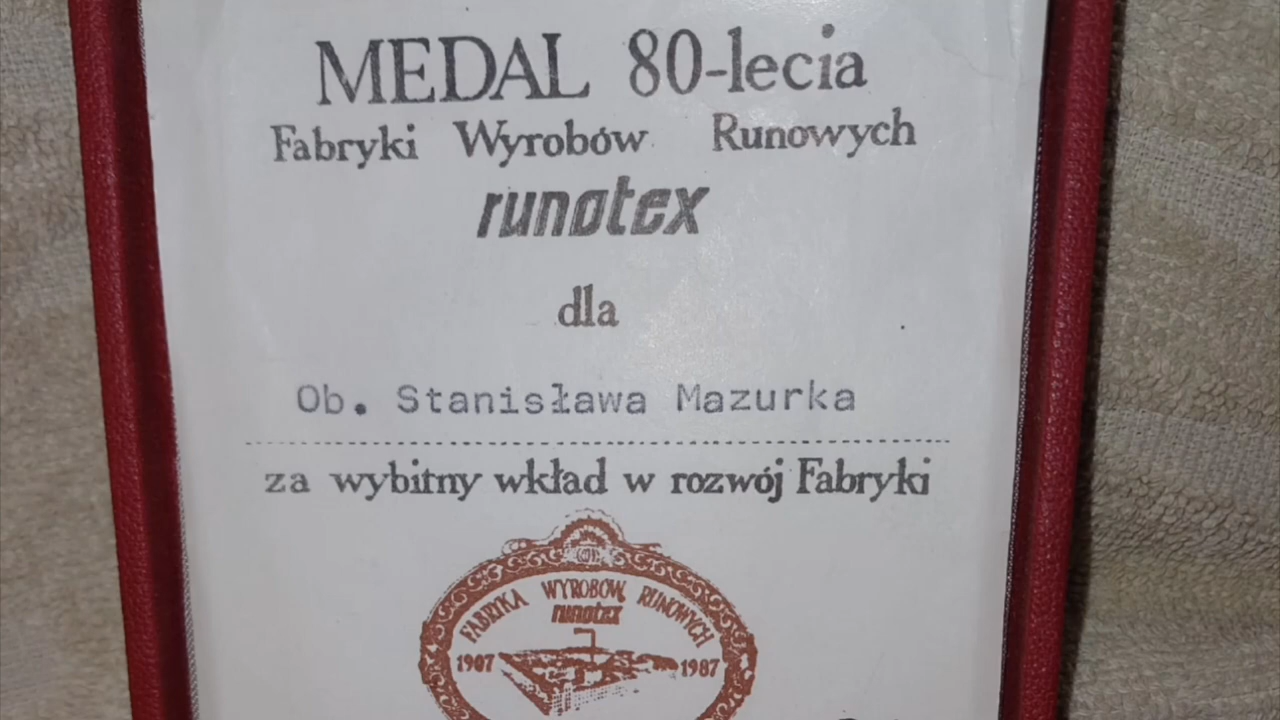 MEDAL 80-lecia
Fabryki Wyrobów Runowych
runotex
dla
Ob. Stanisława Mazurka
za wybitny wkład w rozwój Fabryki
FABRYKA WYROBÓW RUNOWYCH
runotex
1907 1987